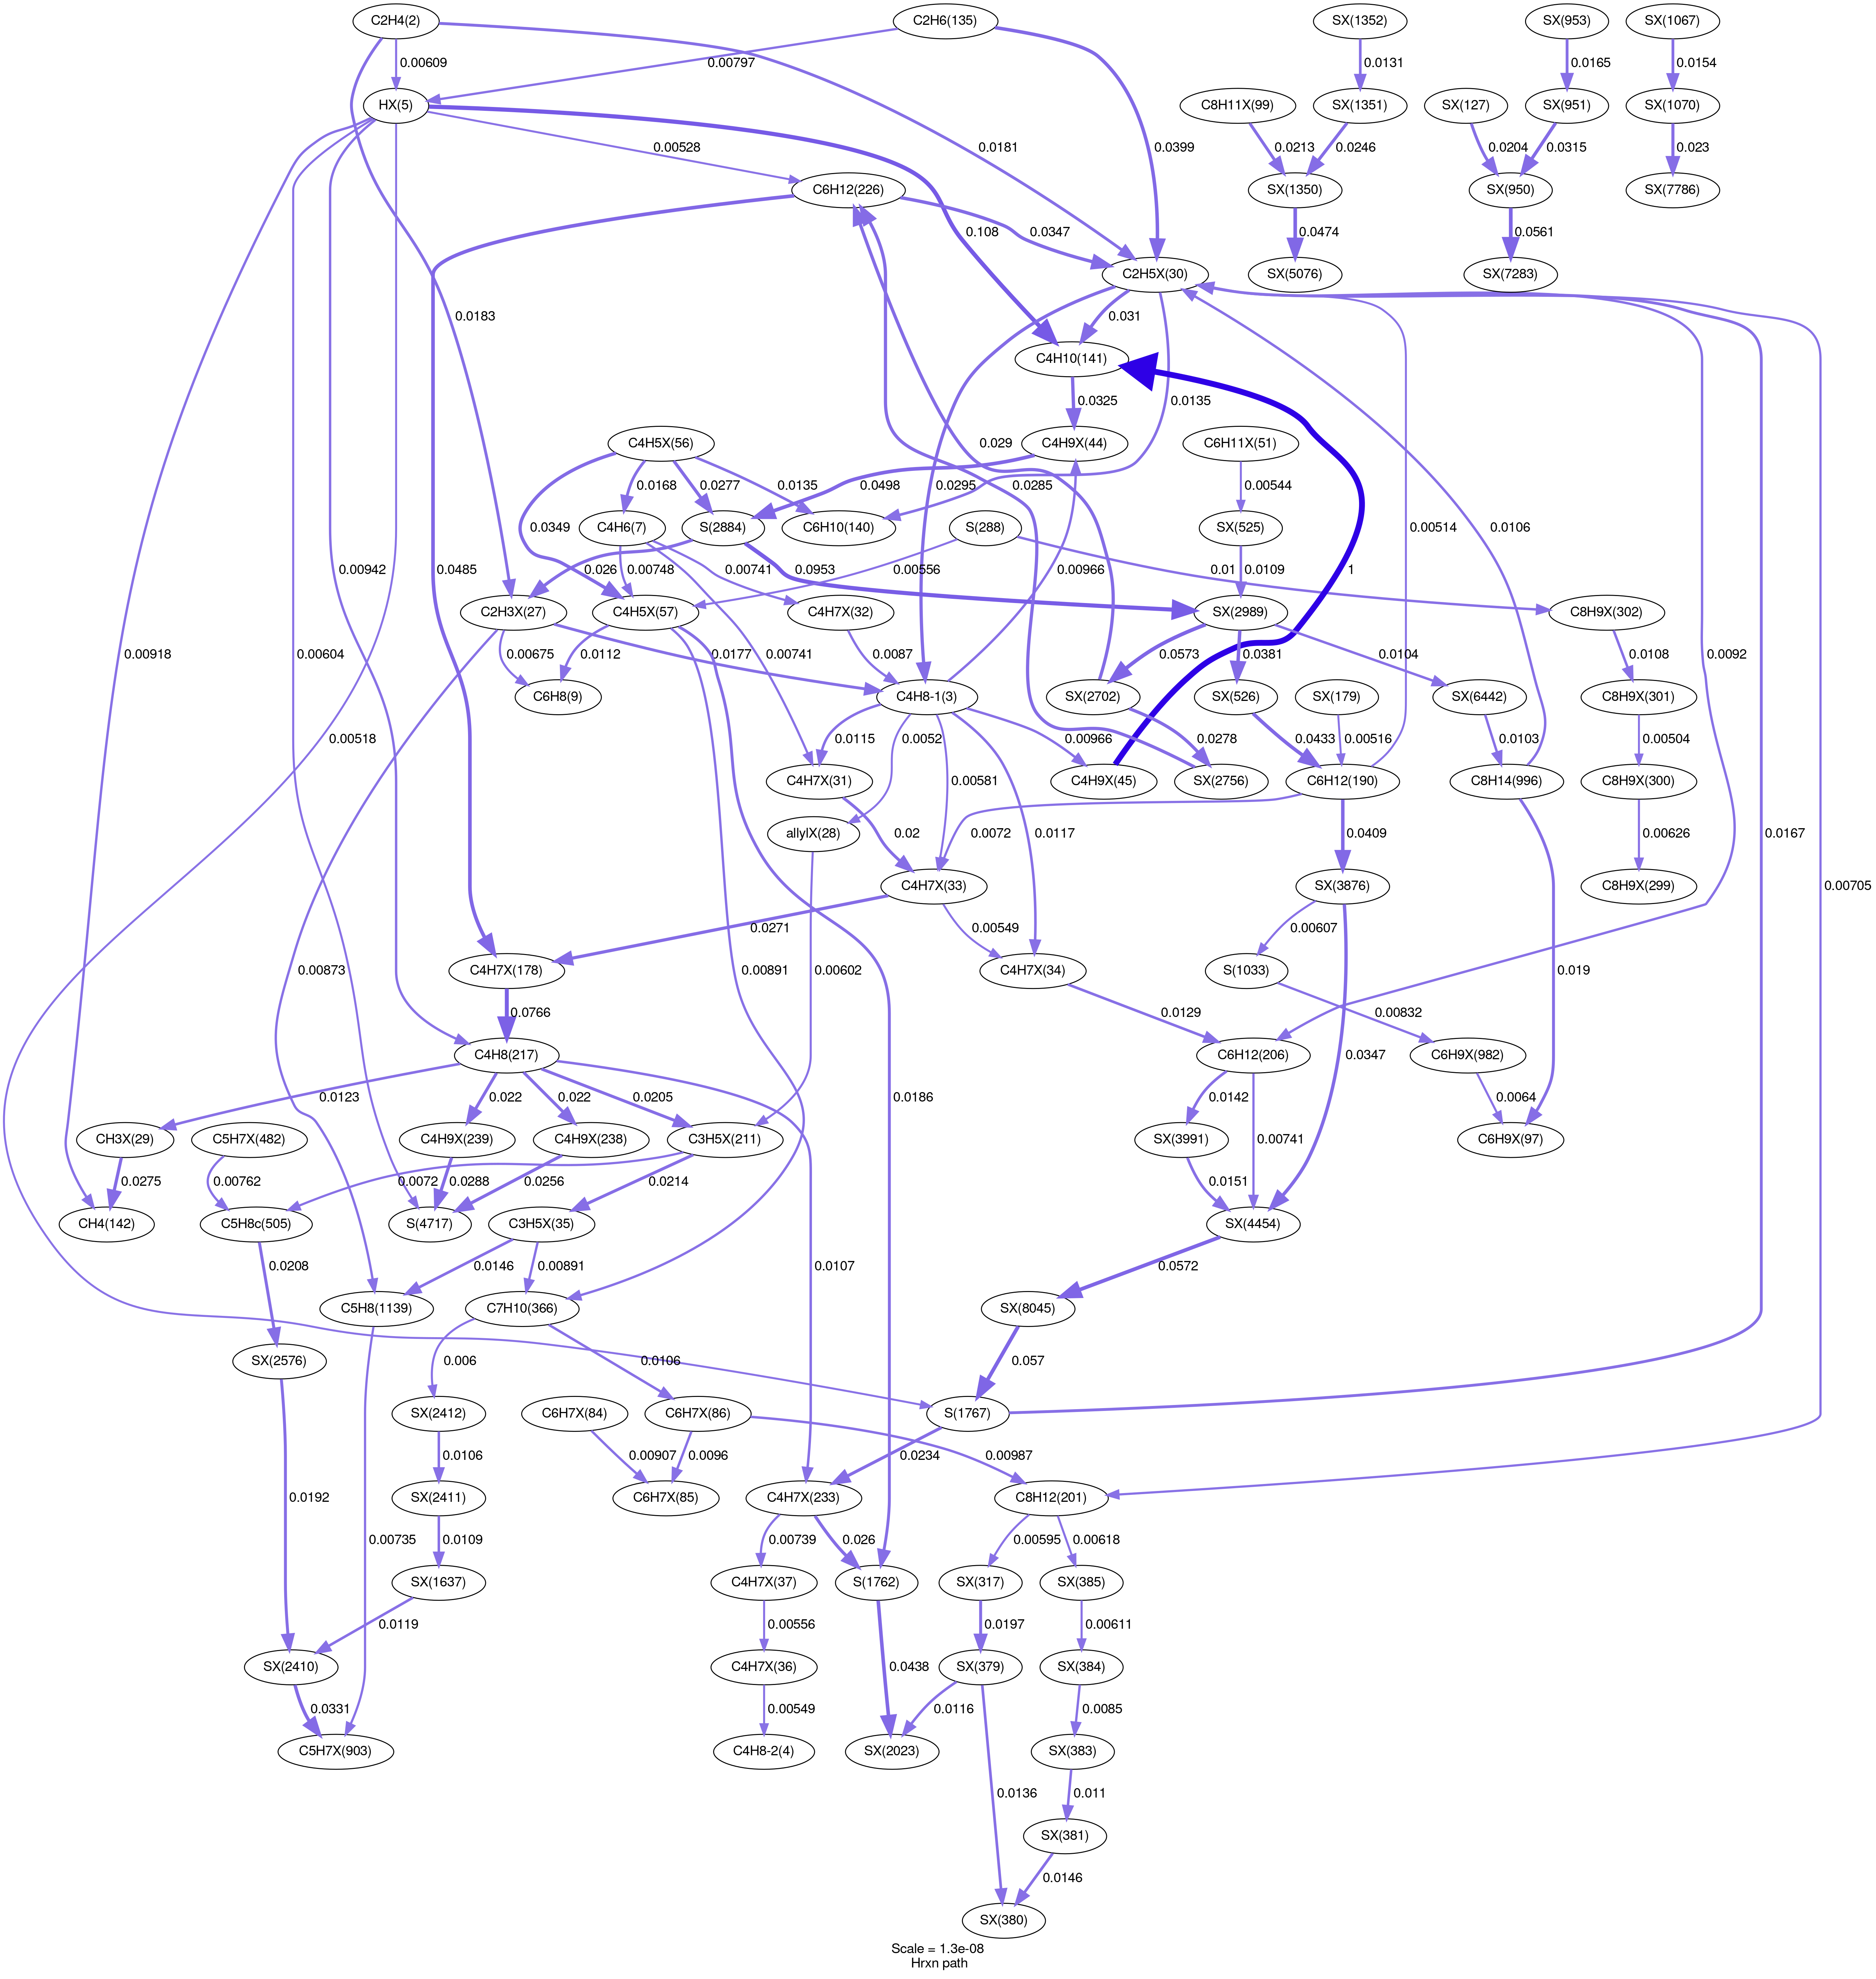 C2H4(2) C2H6(135) SX(1352) SX(953) SX(1067)
0.00609 0.00797 0.0131 0.0165 0.0154
HX(5) C8H11X(99) SX(1351) SX(127) SX(951) SX(1070)
0.00528 0.0181 0.0399 0.0213 0.0246 0.0204 0.0315 0.023
C6H12(226) SX(1350) SX(950) SX(7786)
0.108 0.0347 0.0474 0.0561
C2H5X(30) SX(5076) SX(7283)
0.0183 0.031
C4H10(141)
0.0325 0.0135
C4H5X(56) C4H9X(44) C6H11X(51)
0.029
0.0168 0.0277 0.0135 0.0498 0.0295 0.0285 0.00544 0.00514 0.0106 0.0092
C4H6(7) S(2884) C6H10(140) S(288) SX(525)
0.0349
0.00942 0.0485 0.026 0.00748 0.00741 0.0953 0.00556 0.00966 0.01 0.0109 1
C2H3X(27) C4H5X(57) C4H7X(32) SX(2989) C8H9X(302)
0.00918 0.00604 0.00675 0.0112 0.0177 0.00741 0.0087 0.0573 0.0381 0.0104 0.0108
C6H8(9) C4H8-1(3) SX(2702) SX(526) SX(179) SX(6442) C8H9X(301)
0.00518 0.0115 0.0052 0.00966 0.0278 0.0433 0.00516 0.0103 0.00504
C4H7X(31) C4H9X(45) SX(2756) C6H12(190) C8H14(996) C8H9X(300)
0.00581 0.0167
allylX(28) 0.02 0.0117 0.0072 0.0409 0.00626
C4H7X(33) SX(3876) C8H9X(299)
0.00705
0.00873 0.0271 0.00549 0.00607
C4H7X(178) 0.00602 0.00891 C4H7X(34) S(1033) 0.019
0.0766 0.0129 0.00832 0.0347
C4H8(217) C6H12(206) C6H9X(982)
0.0123 0.022 0.022 0.0205 0.0186 0.0142 0.00741 0.0064
CH3X(29) C5H7X(482) C4H9X(239) C4H9X(238) C3H5X(211) SX(3991) C6H9X(97)
0.0275 0.00762 0.0072 0.0288 0.0256 0.0214 0.0151
CH4(142) C5H8c(505) S(4717) C3H5X(35) SX(4454)
0.0208 0.0146 0.00891 0.0107 0.0572
C5H8(1139) C7H10(366) SX(8045)
SX(2576) 0.006 0.0106 0.057
SX(2412) C6H7X(84) C6H7X(86) S(1767)
0.0106 0.00907 0.0096 0.0234 0.00987
0.0192 SX(2411) C6H7X(85) C4H7X(233) C8H12(201)
0.00735 0.0109 0.00739 0.026 0.00595 0.00618
SX(1637) C4H7X(37) S(1762) SX(317) SX(385)
0.0119 0.00556 0.0197 0.00611
SX(2410) C4H7X(36) 0.0438 SX(379) SX(384)
0.0331 0.00549 0.0116 0.0085
C5H7X(903) C4H8-2(4) SX(2023) SX(383)
0.0136 0.011
SX(381)
0.0146
SX(380)
Scale = 1.3e-08
Hrxn path